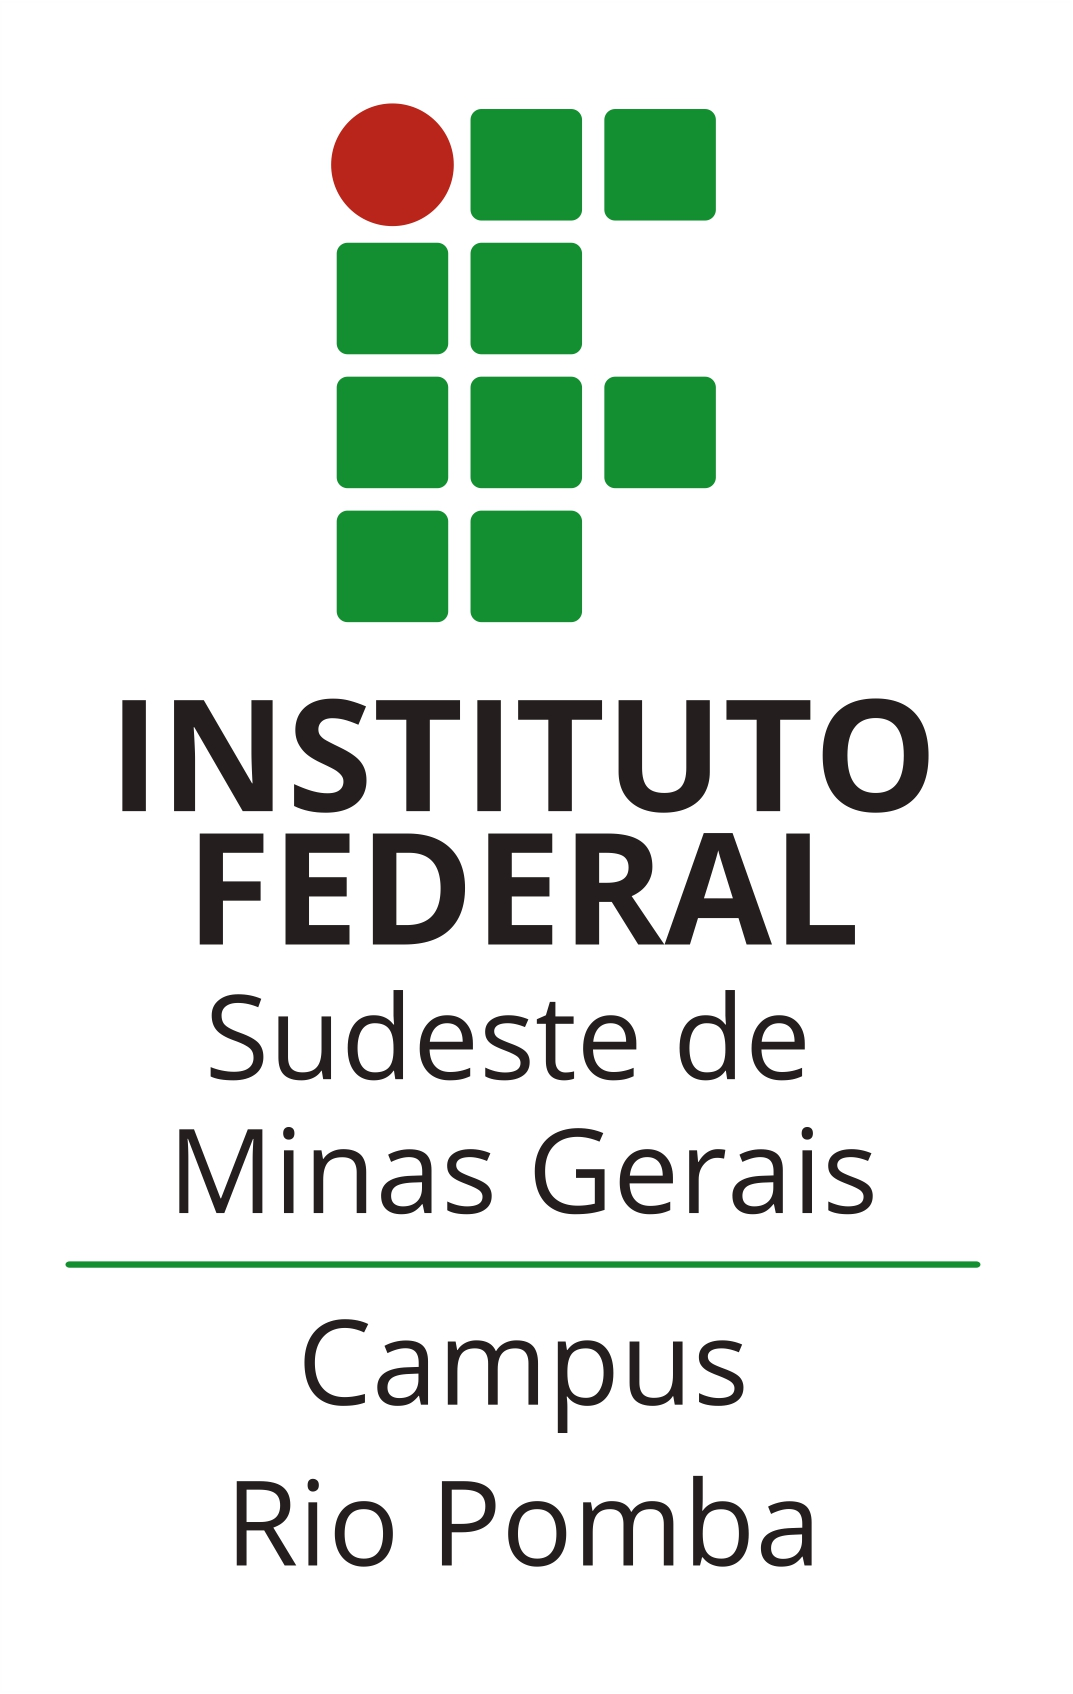 INSTITUTO
FEDERAL
Sudeste de
Minas Gerais
Campus
Rio Pomba